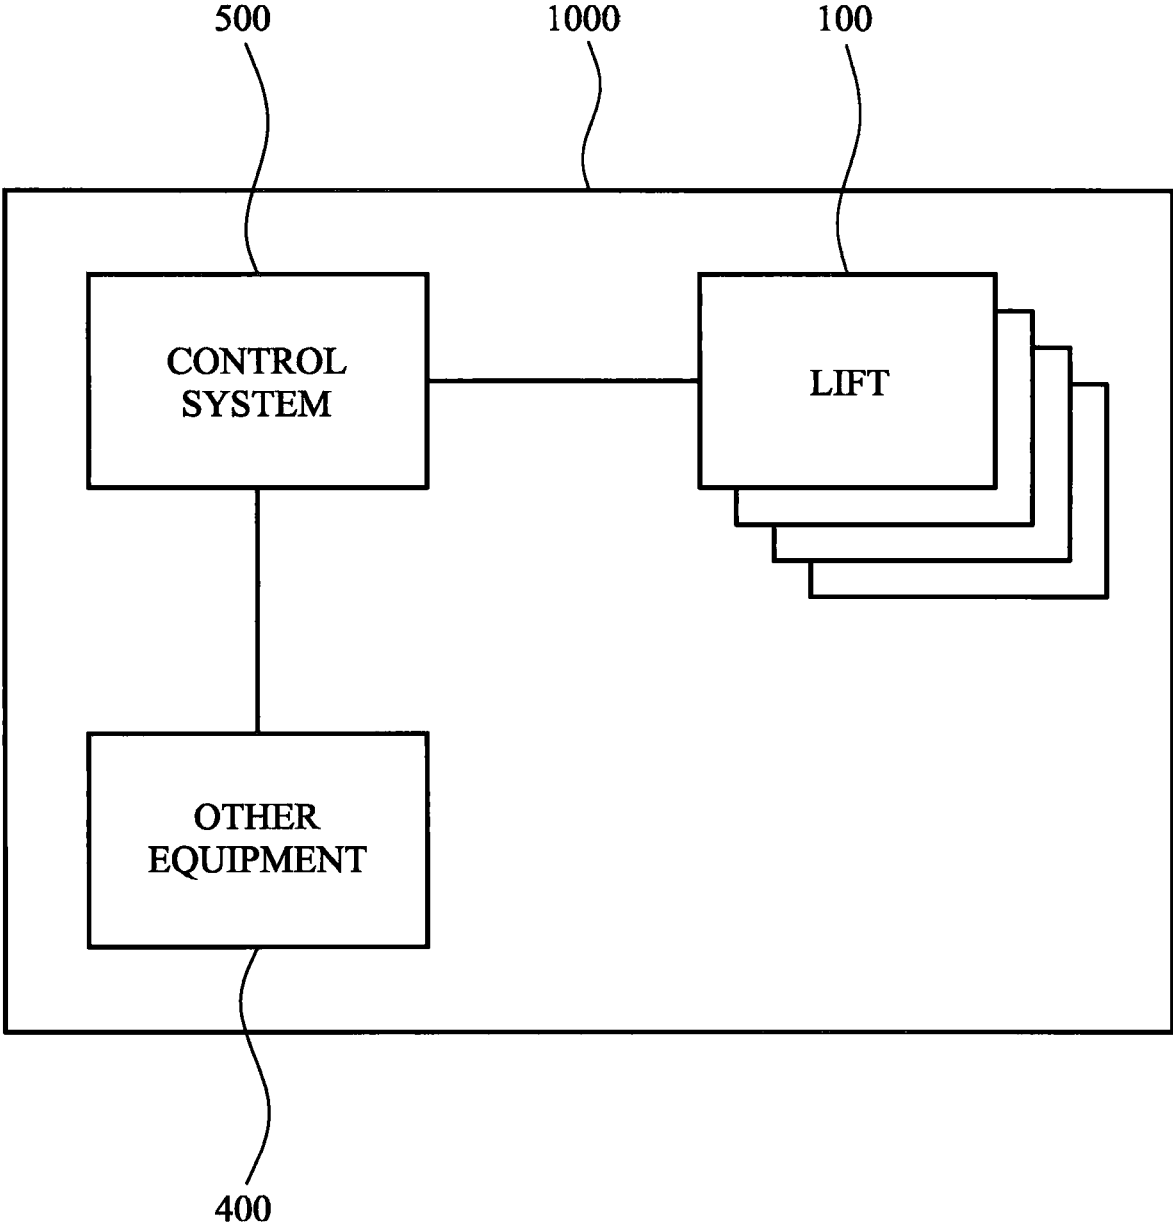 500
1000
100
CONTROL
SYSTEM
LIFT
OTHER
EQUIPMENT
400